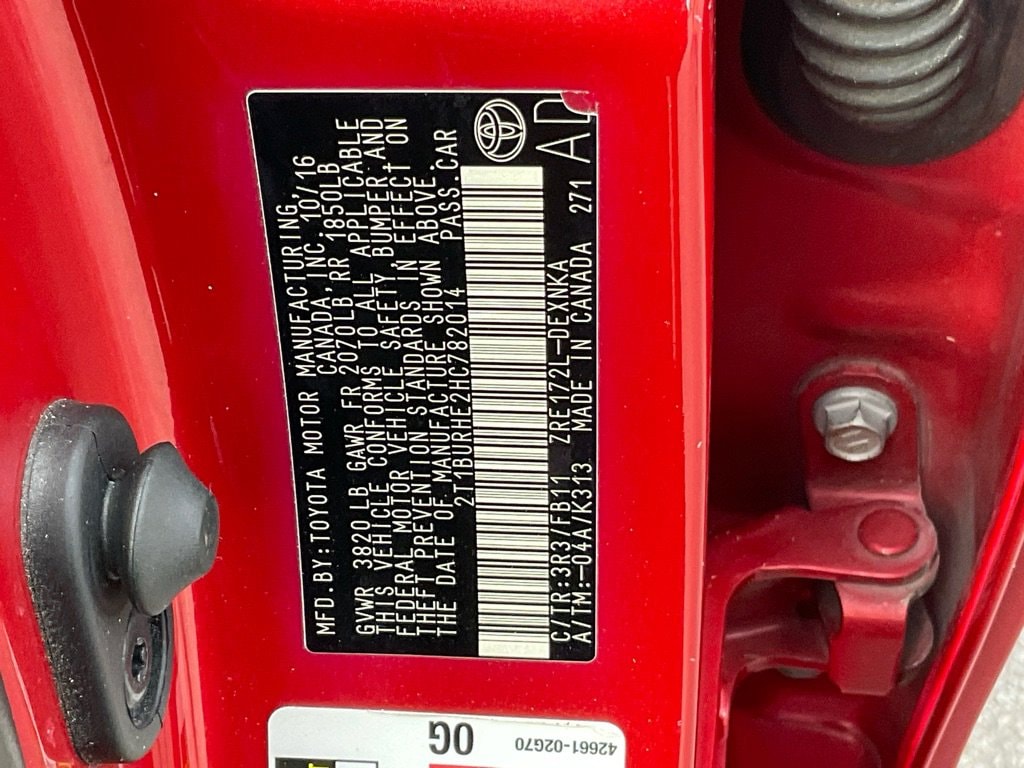 MFD.BY:TOYOTA MOTOR MANUFACTURING
CANADA,INC. 10/16
GVWR 3820LB GAWR FR 2070LB,RR 1850LB
THIS VEHICLE CONFORMS TO ALL APPLICABLE
FEDERAL MOTOR VEHICLE SAFETY,BUMPER,AND
THEFT PREVENTION STANDARDS IN EFFECT ON
THE DATE OF MANUFACTURE SHOWN ABOVE.
2T1BURHE2HC782014 PASS.CAR
C/TR:3R3/FB11 ZRE172L-DEXNKA
A/TM:-04A/K313 MADE IN CANADA 271
0G
42661-02G70